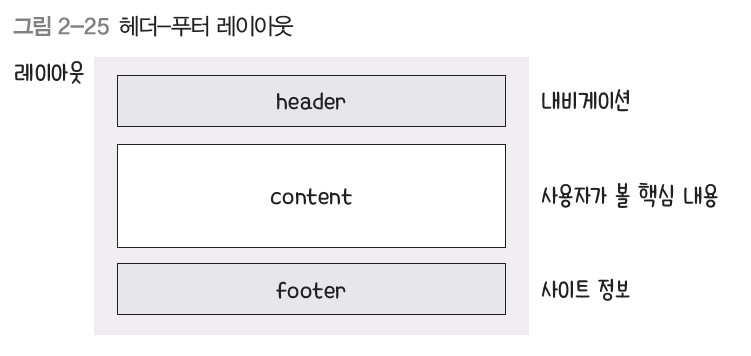 그림 2-25 헤더-푸터 레이아웃
레이아웃
header 내비게이션
content 사용자가 볼 핵심 내용
footer 사이트 정보